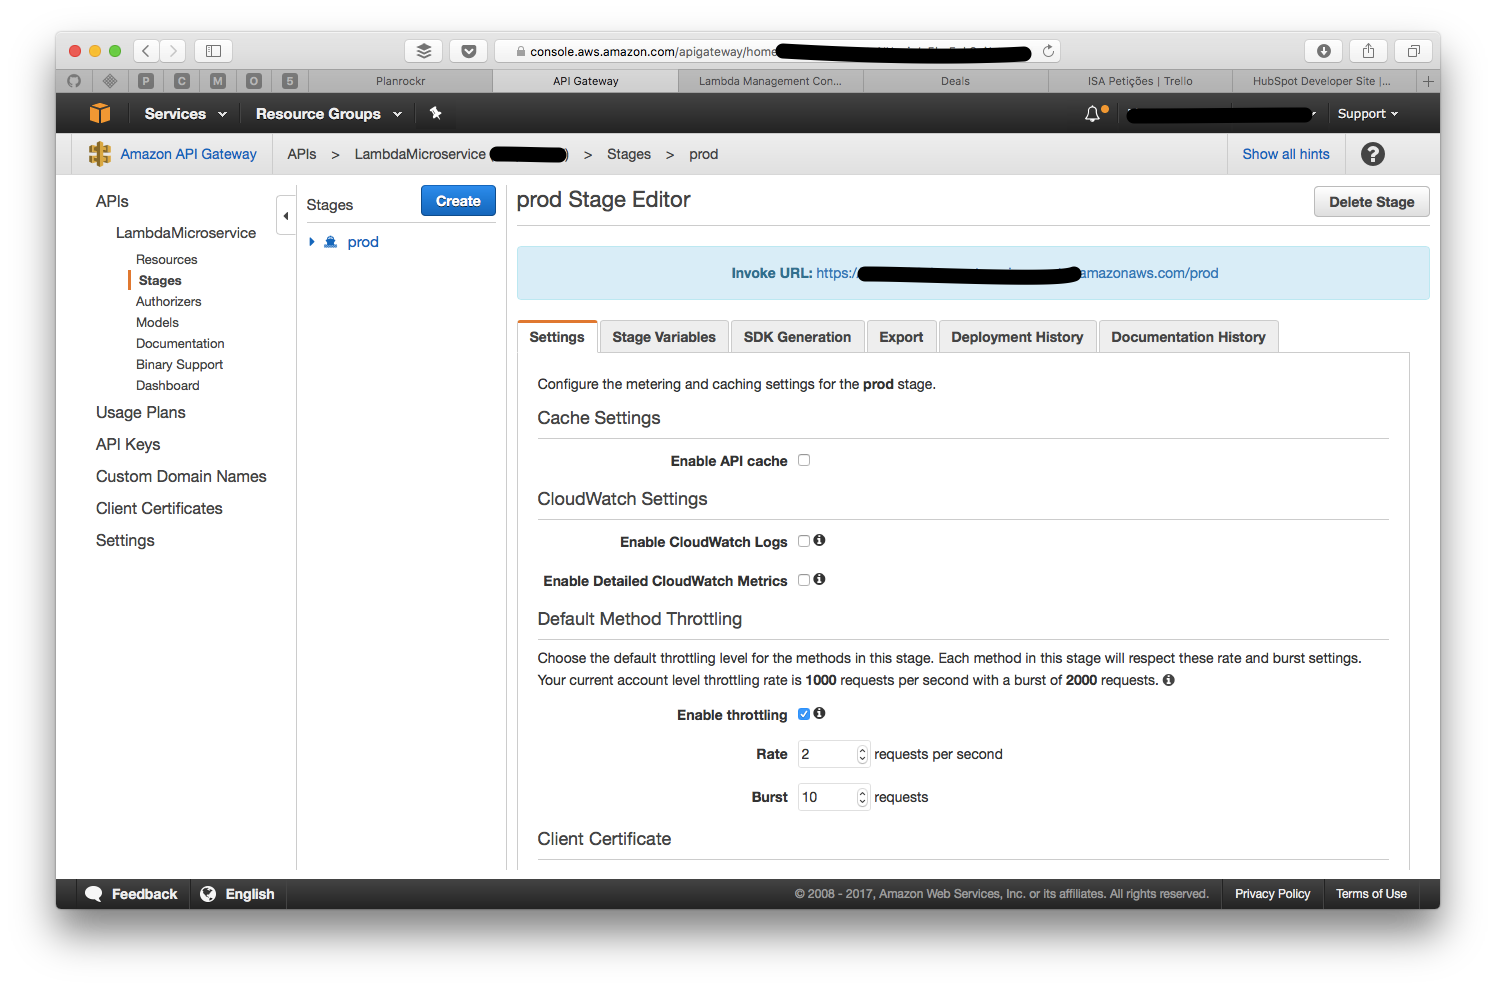 console.aws.amazon.com/apigateway/home
P
C
M
O
5
Planrockr
API Gateway
Lambda Management Con...
Deals
ISA Petições | Trello
HubSpot Developer Site |...
Services
Resource Groups
Support
Amazon API Gateway
APIs > LambdaMicroservice > Stages > prod
Show all hints
?
APIs
LambdaMicroservice
Resources
Stages
Authorizers
Models
Documentation
Binary Support
Dashboard
Usage Plans
API Keys
Custom Domain Names
Client Certificates
Settings
Stages
Create
prod
prod Stage Editor
Delete Stage
Invoke URL: https:/ amazonaws.com/prod
Settings
Stage Variables
SDK Generation
Export
Deployment History
Documentation History
Configure the metering and caching settings for the prod stage.
Cache Settings
Enable API cache
CloudWatch Settings
Enable CloudWatch Logs
Enable Detailed CloudWatch Metrics
Default Method Throttling
Choose the default throttling level for the methods in this stage. Each method in this stage will respect these rate and burst settings.
Your current account level throttling rate is 1000 requests per second with a burst of 2000 requests.
Enable throttling
Rate 2 requests per second
Burst 10 requests
Client Certificate
Feedback
English
© 2008 - 2017, Amazon Web Services, Inc. or its affiliates. All rights reserved.
Privacy Policy
Terms of Use